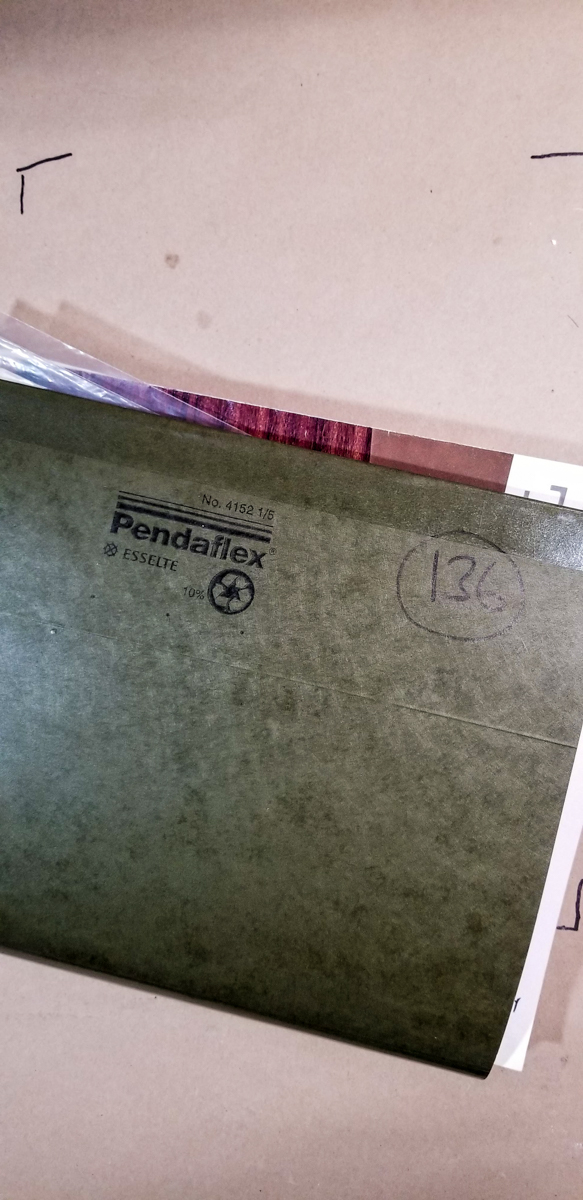 No. 4152 1/5
Pendaflex®
ESSELTE
10%
136